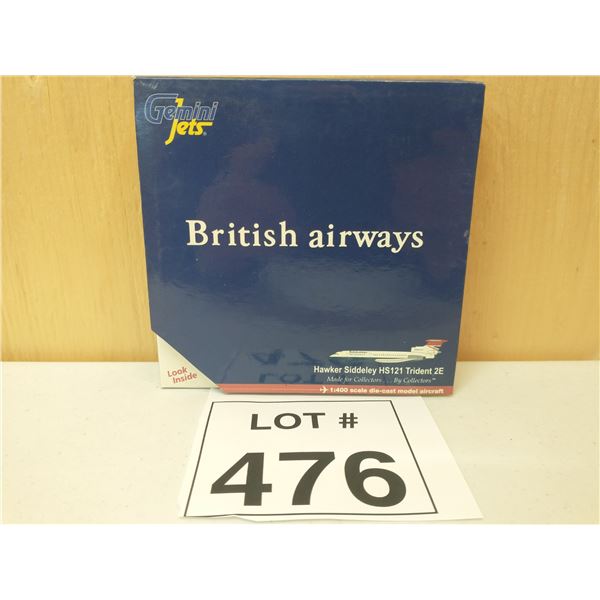 Gemini
Jets
British airways
Look
Inside
Hawker Siddeley HS121 Trident 2E
Made for Collectors . . . By Collectors™
1:400 scale die-cast model aircraft
LOT #
476